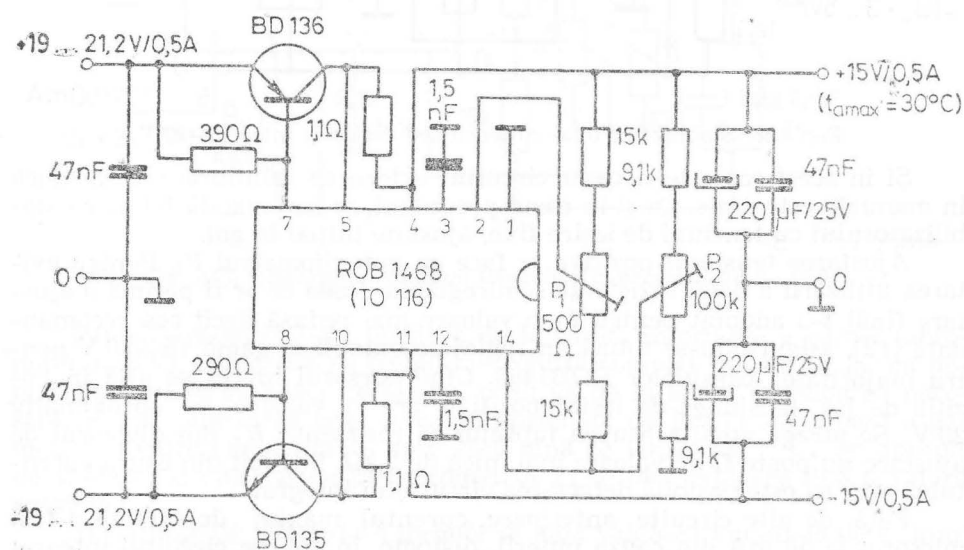 BD 136
+19 ... 21,2V/0,5A
+15V/0,5A
(tamax = 30°C)
390Ω
1,1Ω
1,5
nF
15k
9,1k
47nF
47nF
220 µF/25V
7 5 4 3 2 1
0
ROB 1468
(TO 116)
P1
500
Ω
P2
100k
0
8 10 11 12 14
290Ω
47nF
1,1Ω
1,5nF
15k
9,1k
220µF/25V
47nF
-19 ... 21,2V/0,5A
-15V/0,5A
BD135